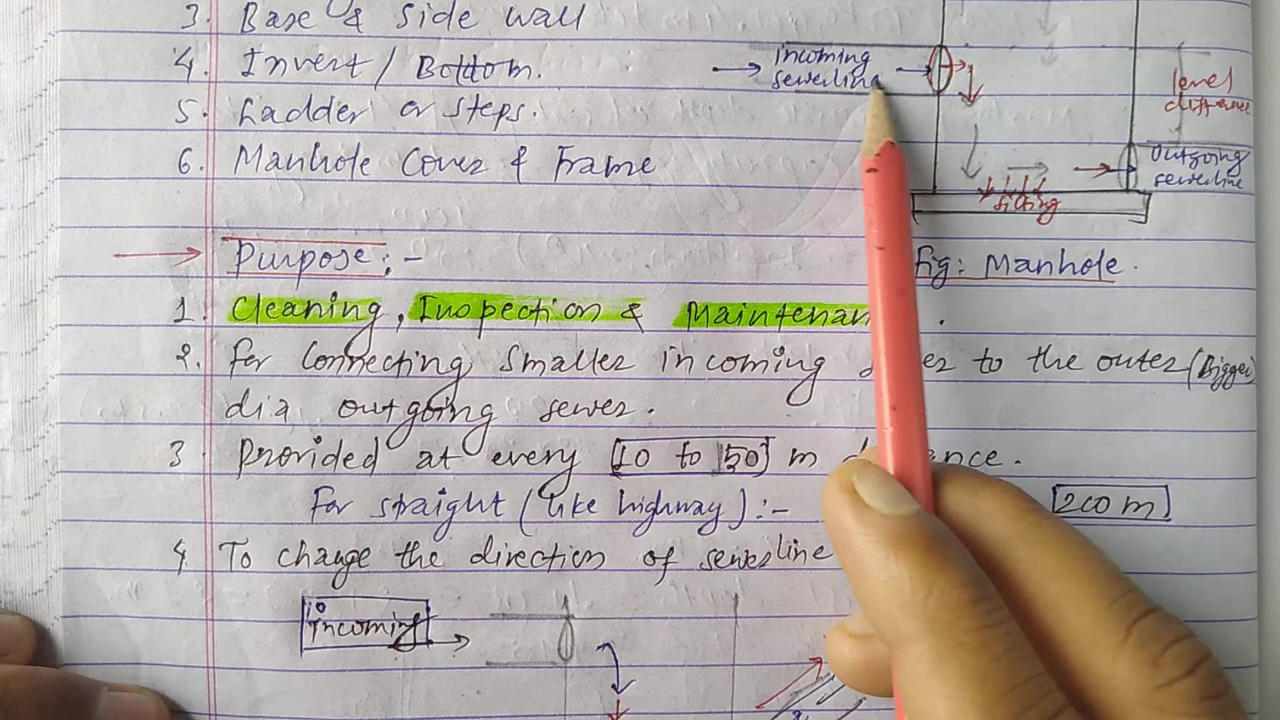 3. Base & Side wall
4. Invert / Bottom.
5. Ladder or steps.
6. Manhole Cover & Frame
incoming
sewerline
level
difference
outgoing
sewerline
fig: Manhole.
Purpose:-
1. Cleaning, Inspection & Maintenan .
2. for Connecting Smaller incoming er to the outer (Bigger)
dia outgoing sewer.
3 provided at every [10 to 50] m ance.
for straight (like highway) :- 200 m
4. To change the direction of sewerline
incoming